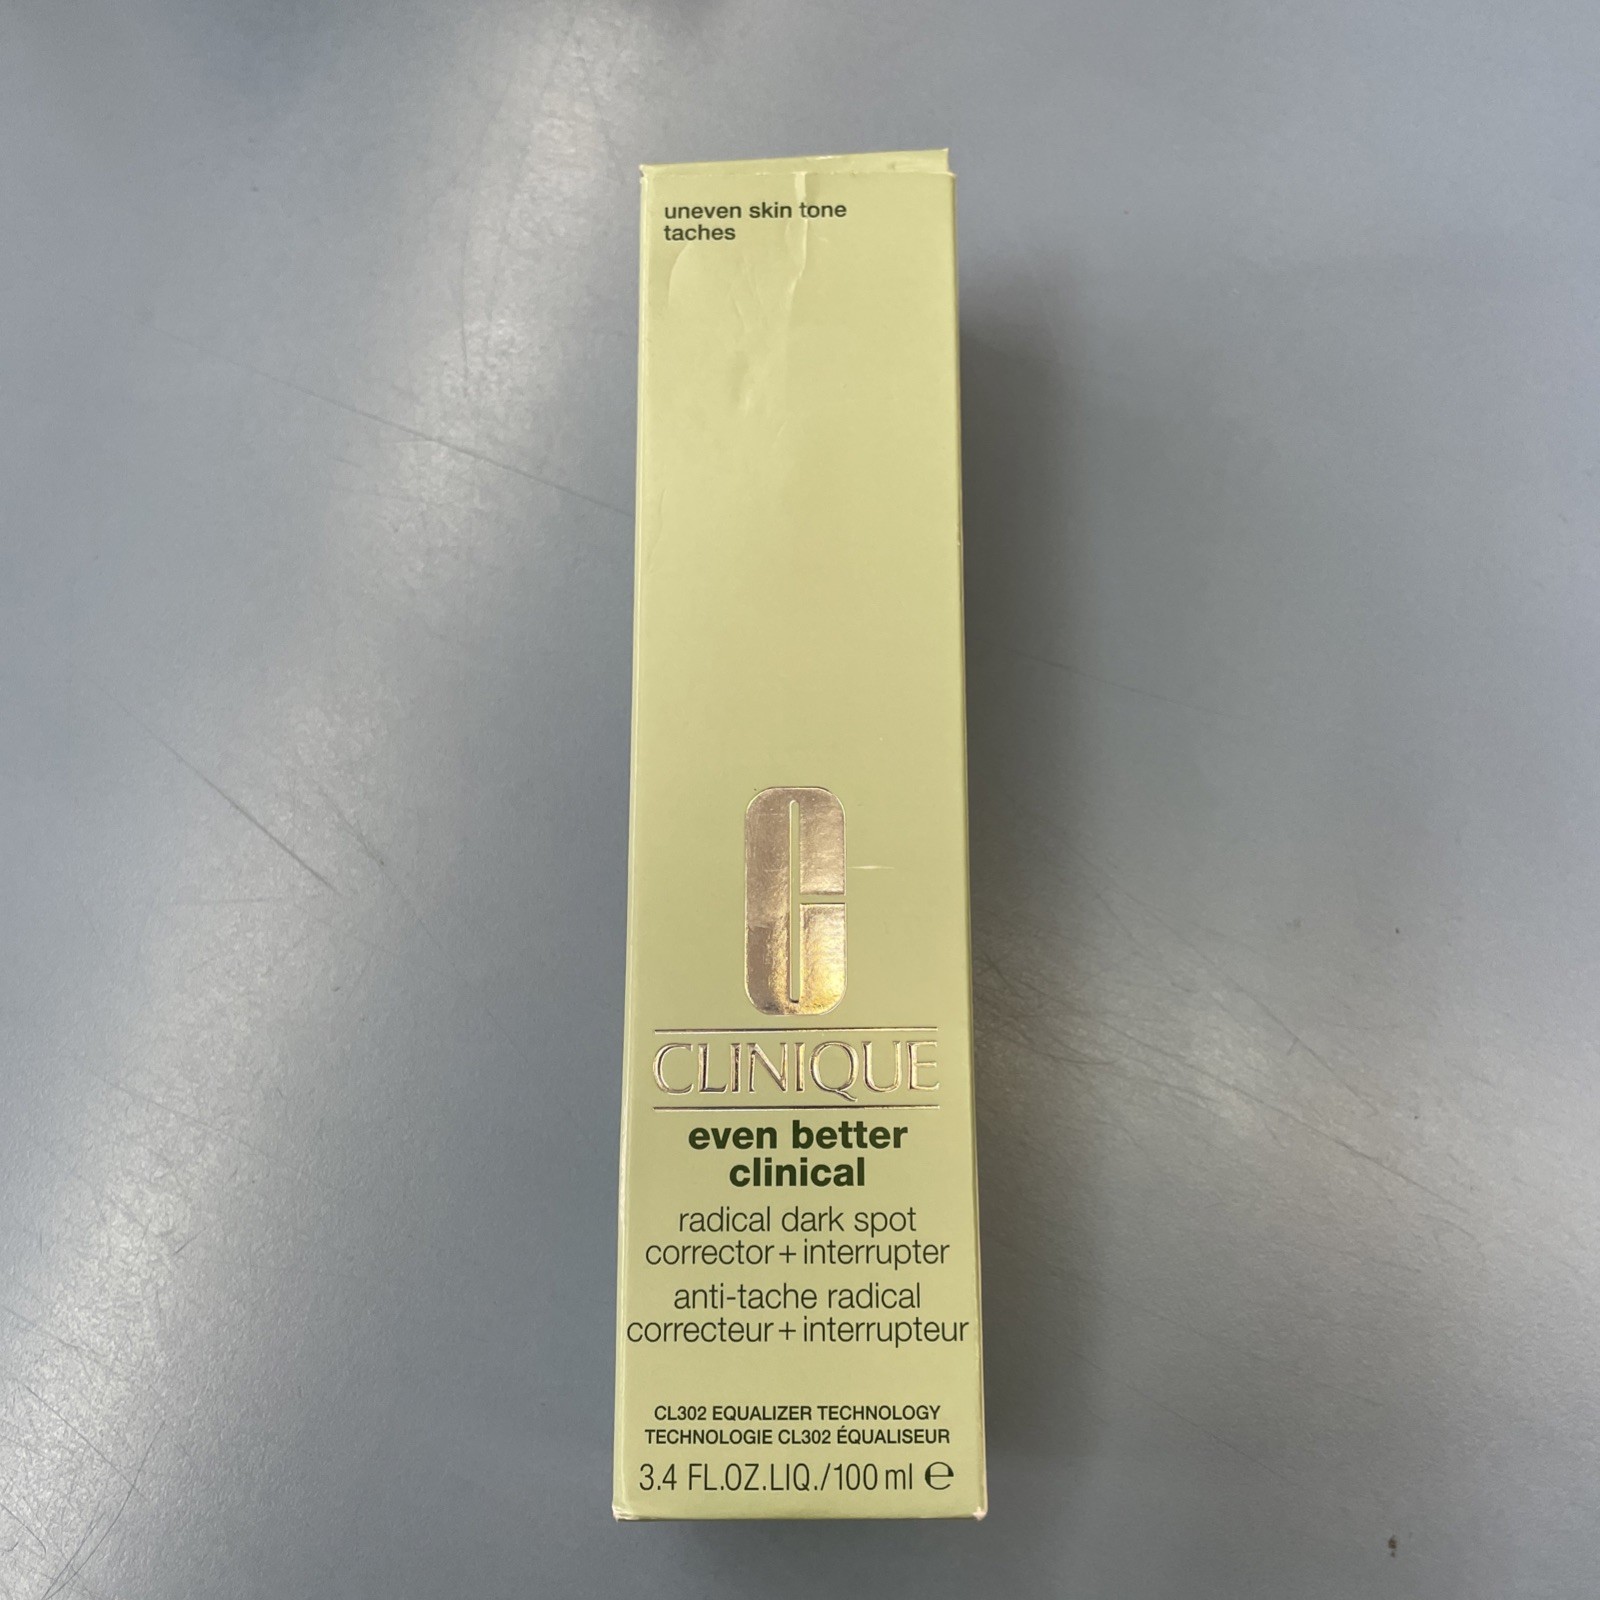 uneven skin tone
taches
C
CLINIQUE
even better
clinical
radical dark spot
corrector + interrupter
anti-tache radical
correcteur + interrupteur
CL302 EQUALIZER TECHNOLOGY
TECHNOLOGIE CL302 ÉQUALISEUR
3.4 FL.OZ.LIQ./100 ml ℮